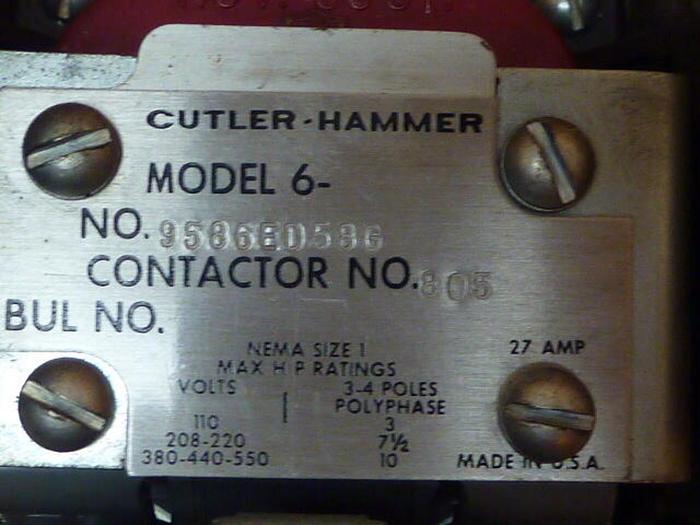 CUTLER-HAMMER
MODEL 6-
NO. 9586ED58G
CONTACTOR NO. 805
BUL NO.
NEMA SIZE 1 27 AMP
MAX H P RATINGS
VOLTS 3-4 POLES
POLYPHASE
110 3
208-220 7½
380-440-550 10 MADE IN U.S.A.